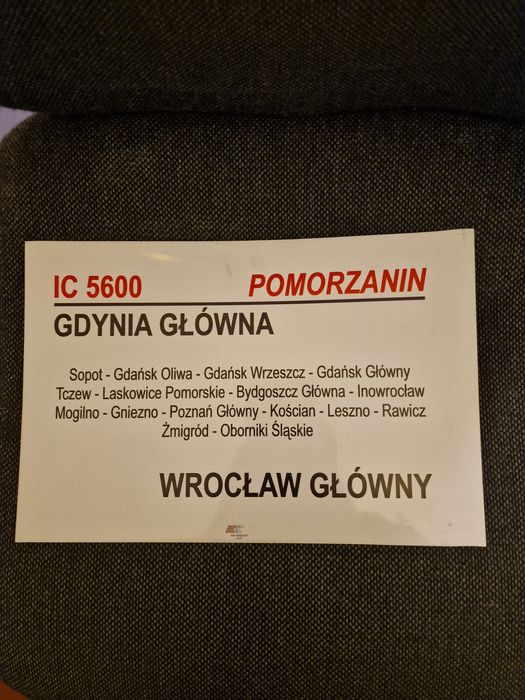 IC 5600 POMORZANIN
GDYNIA GŁÓWNA
Sopot - Gdańsk Oliwa - Gdańsk Wrzeszcz - Gdańsk Główny
Tczew - Laskowice Pomorskie - Bydgoszcz Główna - Inowrocław
Mogilno - Gniezno - Poznań Główny - Kościan - Leszno - Rawicz
Żmigród - Oborniki Śląskie
WROCŁAW GŁÓWNY